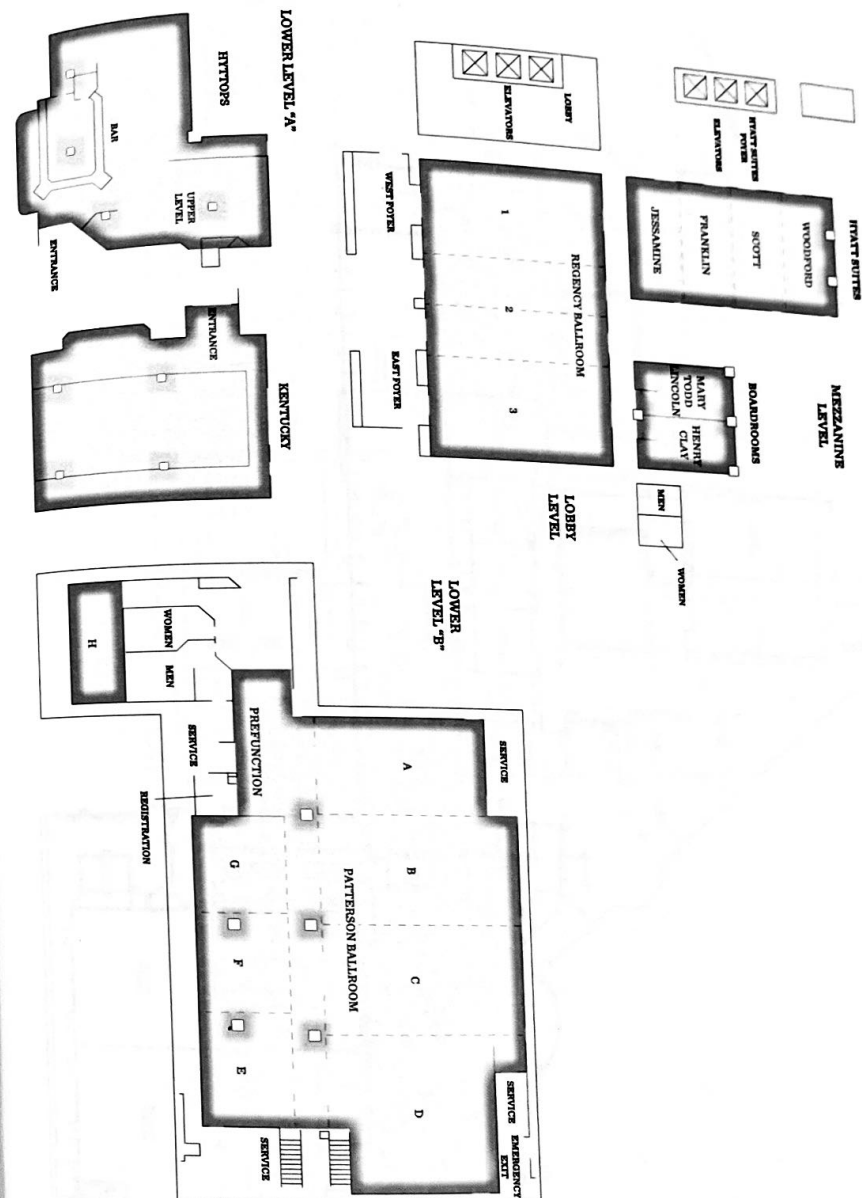 MEZZANINE
LEVEL
HYATT SUITES
WOODFORD
SCOTT
FRANKLIN
JESSAMINE
HYATT SUITES
FOYER
ELEVATORS
BOARDROOMS
MARY
TODD
LINCOLN
HENRY
CLAY
MEN
WOMEN
LOBBY
LEVEL
LOBBY
ELEVATORS
REGENCY BALLROOM
1
2
3
WEST FOYER
EAST FOYER
LOWER LEVEL "A"
HYTTOPS
BAR
UPPER
LEVEL
ENTRANCE
KENTUCKY
ENTRANCE
LOWER
LEVEL "B"
SERVICE
A
B
C
D
PATTERSON BALLROOM
PREFUNCTION
G
F
E
WOMEN
MEN
H
SERVICE
REGISTRATION
SERVICE
SERVICE
EMERGENCY
EXIT